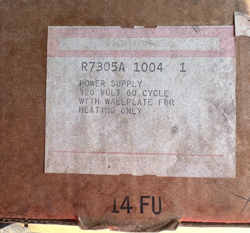 R7305A 1004 1
POWER SUPPLY
120 VOLT 60 CYCLE
WITH WALLPLATE FOR
HEATING ONLY
14 FU